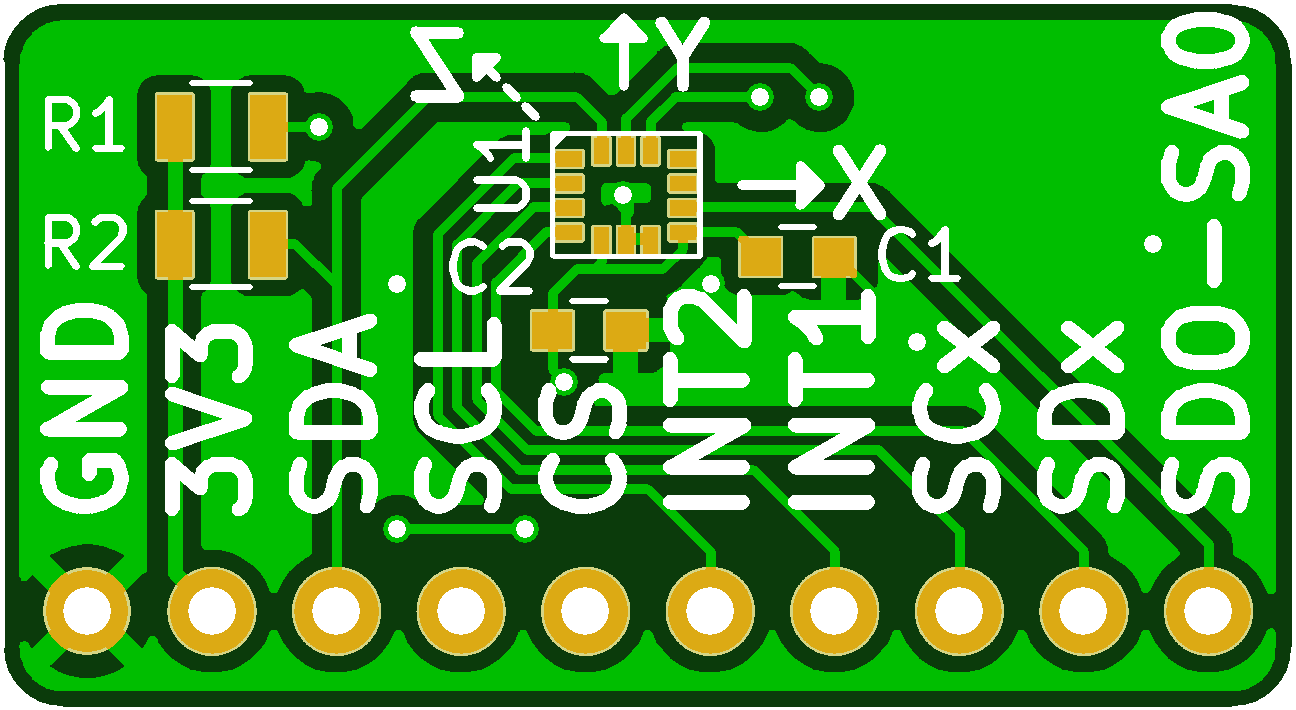 Z
Y
R1
U1
X
R2
C2
C1
GND
3V3
SDA
SCL
CS
INT2
INT1
SCx
SDx
SDO-SA0